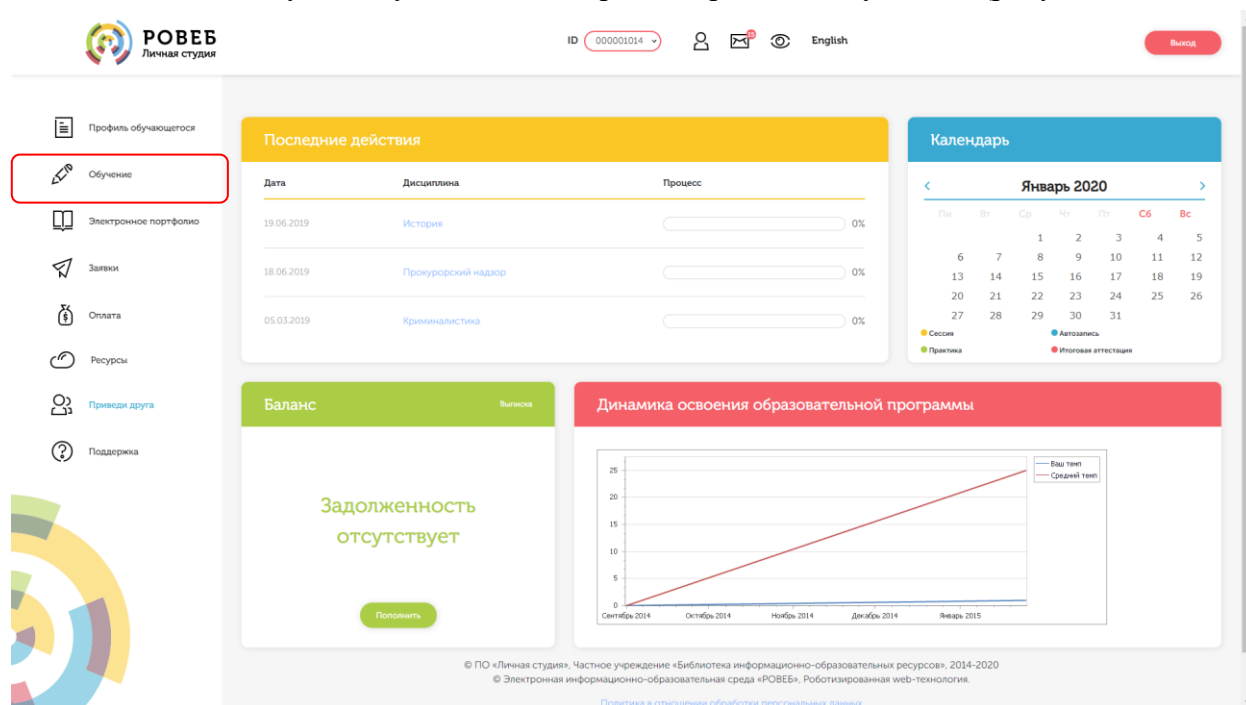 РОВЕБ
Личная студия
ID 000001014
15
English
Выход
Профиль обучающегося
Обучение
Электронное портфолио
Заявки
Оплата
Ресурсы
Приведи друга
Поддержка
Последние действия
Дата Дисциплина Процесс
19.06.2019 История 0%
18.06.2019 Прокурорский надзор 0%
05.03.2019 Криминалистика 0%
Календарь
< Январь 2020 >
Пн Вт Ср Чт Пт Сб Вс
1 2 3 4 5
6 7 8 9 10 11 12
13 14 15 16 17 18 19
20 21 22 23 24 25 26
27 28 29 30 31
Сессия Автозапись
Практика Итоговая аттестация
Баланс Выписка
Задолженность
отсутствует
Пополнить
Динамика освоения образовательной программы
25
20
15
10
5
0
Сентябрь 2014 Октябрь 2014 Ноябрь 2014 Декабрь 2014 Январь 2015
Ваш темп
Средний темп
© ПО «Личная студия», Частное учреждение «Библиотека информационно-образовательных ресурсов», 2014-2020
© Электронная информационно-образовательная среда «РОВЕБ», Роботизированная web-технология.
Политика в отношении обработки персональных данных